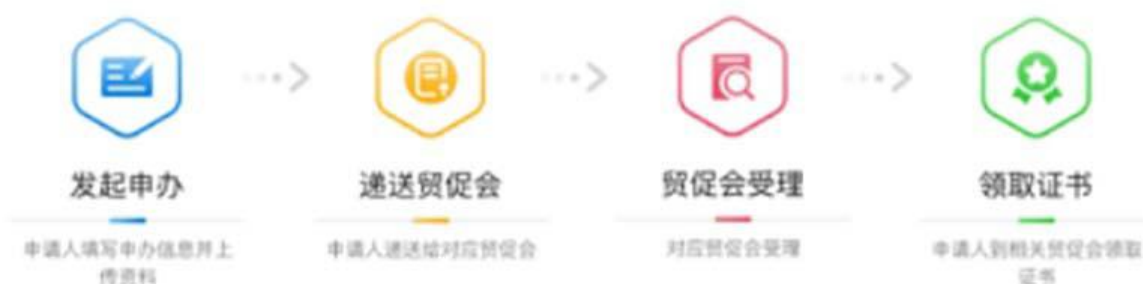 发起申办
递送贸促会
贸促会受理
领取证书
申请人填写申办信息并上
传资料
申请人递送给对应贸促会
对应贸促会受理
申请人到相关贸促会领取
证书